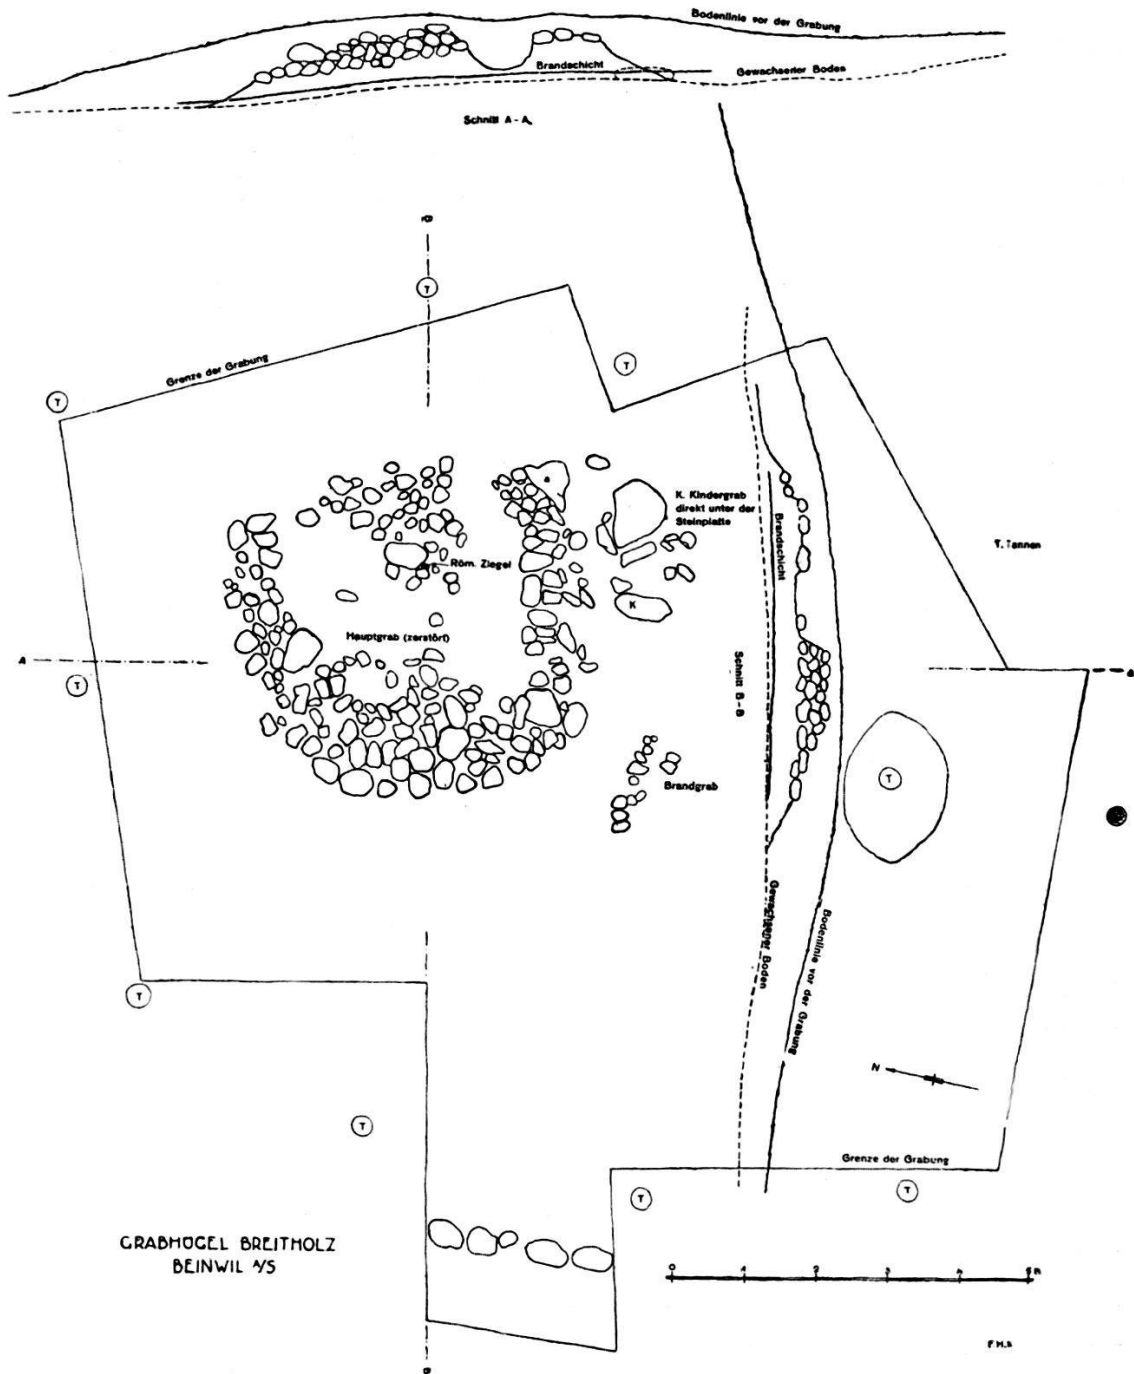 Bodenlinie vor der Grabung
Brandschicht
Gewachsener Boden
Schnitt A - A
B
T
T
T
Grenze der Grabung
a
K. Kindergrab
direkt unter der
Steinplatte
Brandschicht
T. Tannen
Röm. Ziegel
K
Hauptgrab (zerstört)
A
T
Schnitt B - B
Brandgrab
T
Gewachsener Boden
Bodenlinie vor der Grabung
T
N
T
Grenze der Grabung
T
T
GRABHÜGEL BREITHOLZ
BEINWIL A/S
0 1 2 3 4 5 m
B